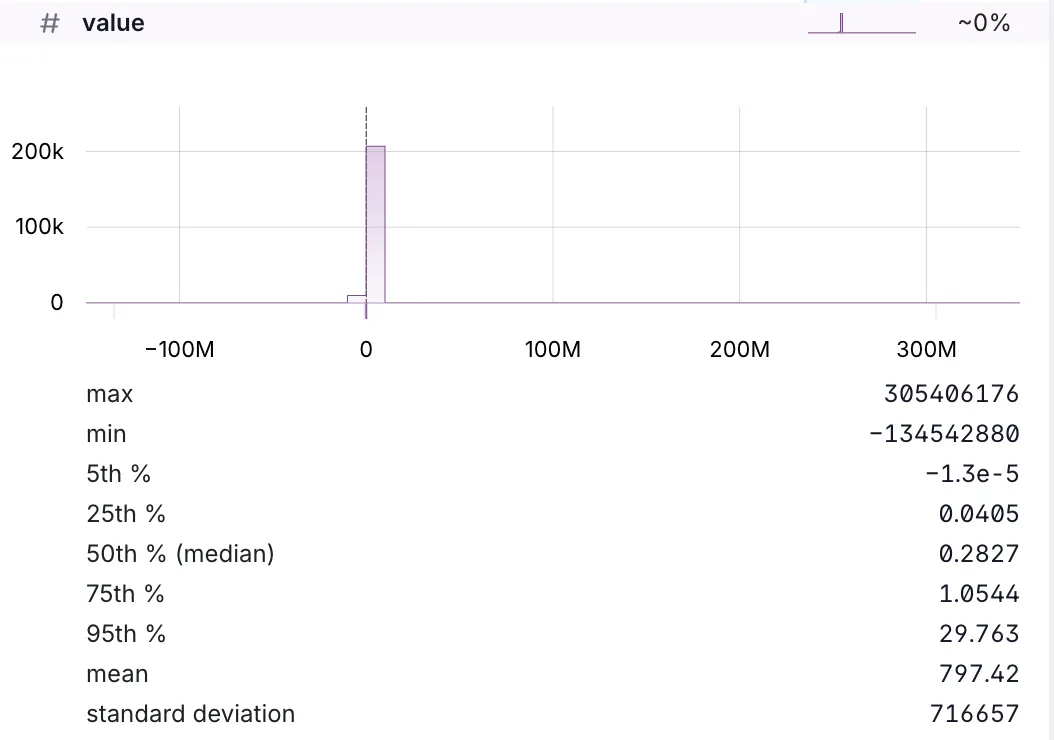 # value ~0%
200k
100k
0
−100M 0 100M 200M 300M
max 305406176
min −134542880
5th % −1.3e-5
25th % 0.0405
50th % (median) 0.2827
75th % 1.0544
95th % 29.763
mean 797.42
standard deviation 716657